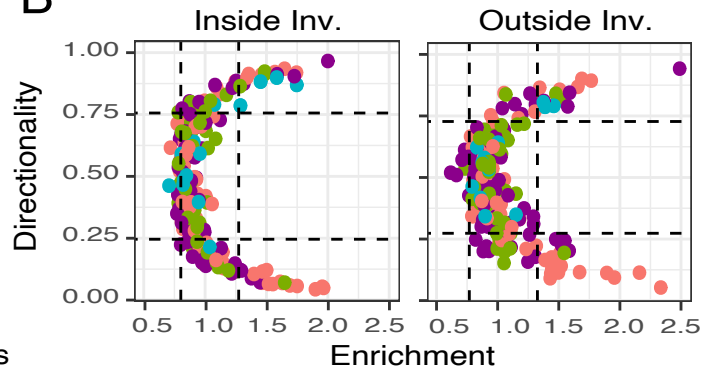 B
Inside Inv.
Outside Inv.
Directionality
1.00
0.75
0.50
0.25
0.00
0.5 1.0 1.5 2.0 2.5
0.5 1.0 1.5 2.0 2.5
s
Enrichment